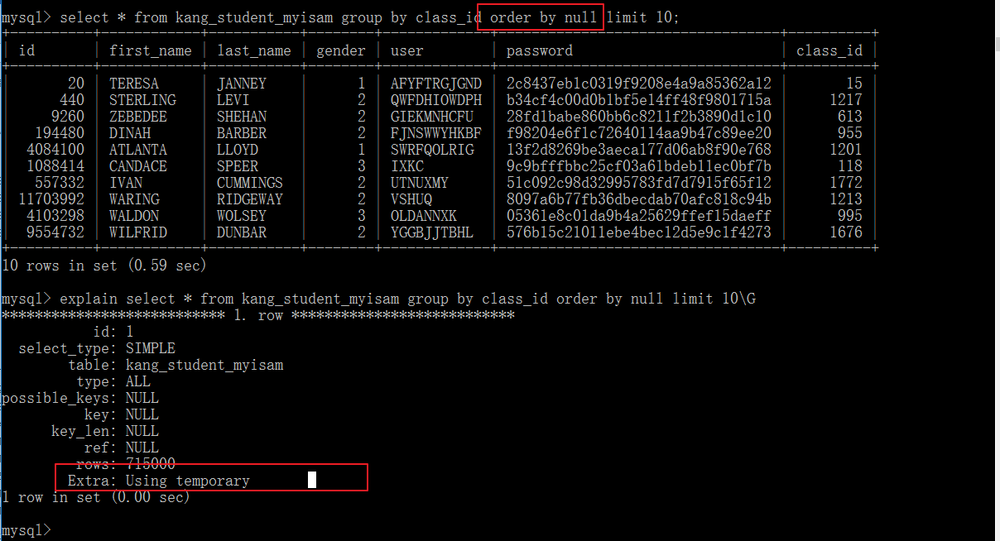 mysql> select * from kang_student_myisam group by class_id order by null limit 10;
id first_name last_name gender user password class_id
20 TERESA JANNEY 1 AFYFTRGJGND 2c8437eb1c0319f9208e4a9a85362a12 15
440 STERLING LEVI 2 QWFDHIOWDPH b34cf4c00d0b1bf5e14ff48f9801715a 1217
9260 ZEBEDEE SHEHAN 2 GIEKMNHCFU 28fd1babe860bb6c8211f2b3890d1c10 613
194480 DINAH BARBER 2 FJNSWWYHKBF f98204e6f1c72640114aa9b47c89ee20 955
4084100 ATLANTA LLOYD 1 SWRFQOLRIG 13f2d8269be3aeca177d06ab8f90e768 1201
1088414 CANDACE SPEER 3 IXKC 9c9bfffbbc25cf03a61bdeb11ec0bf7b 118
557332 IVAN CUMMINGS 2 UTNUXMY 51c092c98d32995783fd7d7915f65f12 1772
11703992 WARING RIDGEWAY 2 VSHUQ 8097a6b77fb36dbecdab70afc818c94b 1213
4103298 WALDON WOLSEY 3 OLDANNXK 05361e8c01da9b4a25629ffef15daeff 995
9554732 WILFRID DUNBAR 2 YGGBJJTBHL 576b15c21011ebe4bec12d5e9c1f4273 1676
10 rows in set (0.59 sec)
mysql> explain select * from kang_student_myisam group by class_id order by null limit 10\G
*************************** 1. row ***************************
id: 1
select_type: SIMPLE
table: kang_student_myisam
type: ALL
possible_keys: NULL
key: NULL
key_len: NULL
ref: NULL
rows: 715000
Extra: Using temporary
1 row in set (0.00 sec)
mysql>